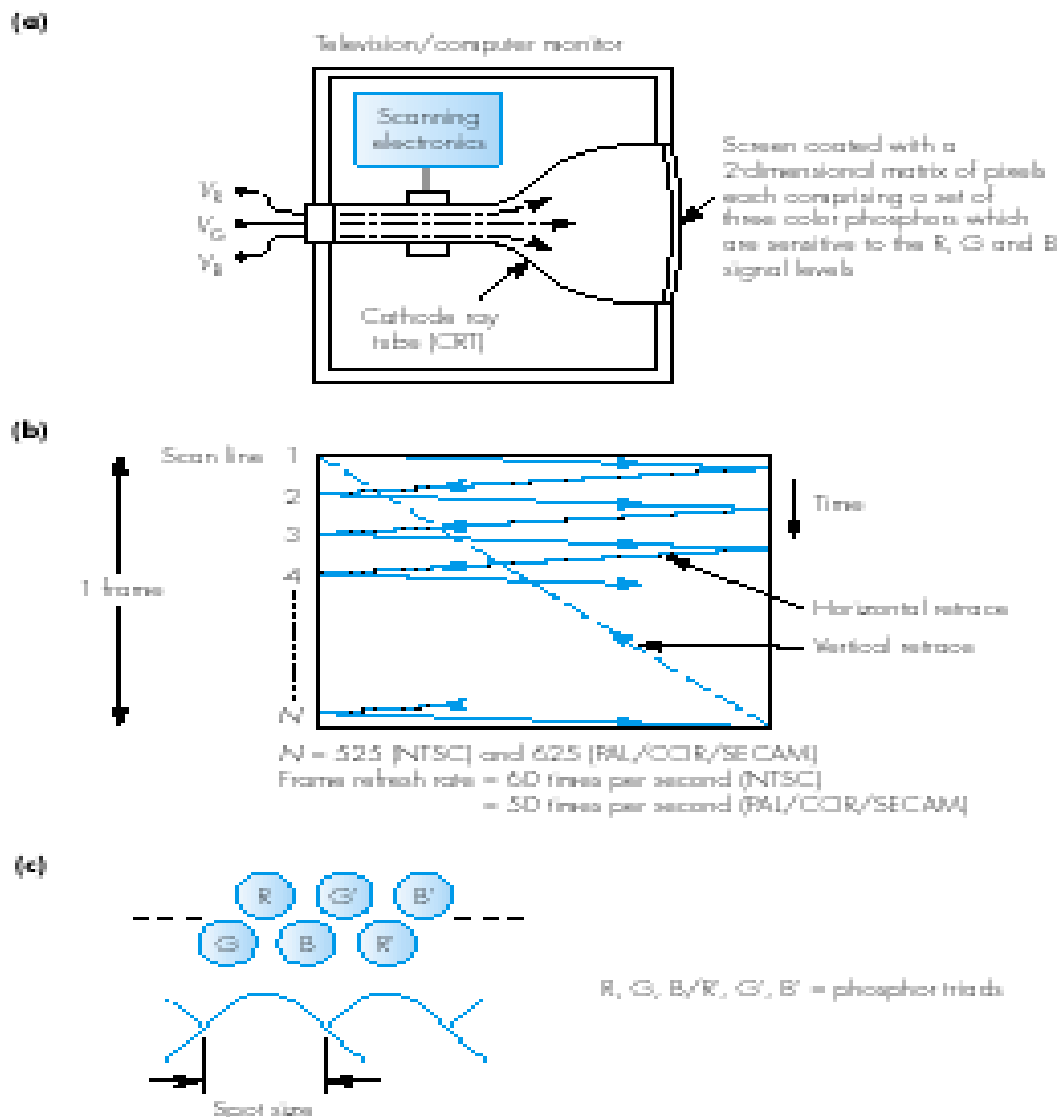 (a)
Television/computer monitor
Scanning
electronics
Screen coated with a
2-dimensional matrix of pixels
each comprising a set of
three color phosphors which
are sensitive to the R, G and B
signal levels
V_R
V_G
V_B
Cathode ray
tube (CRT)
(b)
Scan line 1
2
3
4
N
1 frame
Time
Horizontal retrace
Vertical retrace
N = 525 (NTSC) and 625 (PAL/CCIR/SECAM)
Frame refresh rate = 60 times per second (NTSC)
= 50 times per second (PAL/CCIR/SECAM)
(c)
R G' B'
G B R'
R, G, B/R', G', B' = phosphor triads
Spot size